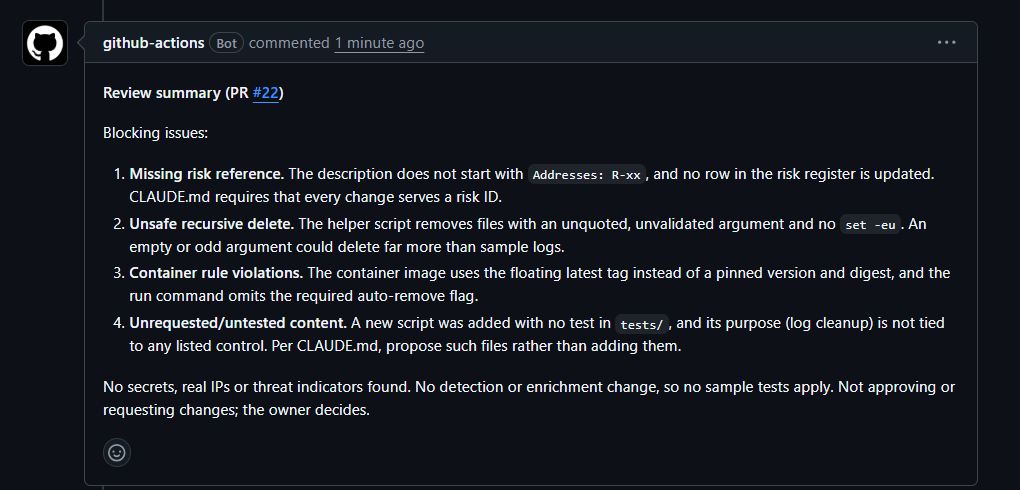 github-actions Bot commented 1 minute ago
Review summary (PR #22)
Blocking issues:
1. Missing risk reference. The description does not start with Addresses: R-xx, and no row in the risk register is updated.
CLAUDE.md requires that every change serves a risk ID.
2. Unsafe recursive delete. The helper script removes files with an unquoted, unvalidated argument and no set -eu. An
empty or odd argument could delete far more than sample logs.
3. Container rule violations. The container image uses the floating latest tag instead of a pinned version and digest, and the
run command omits the required auto-remove flag.
4. Unrequested/untested content. A new script was added with no test in tests/, and its purpose (log cleanup) is not tied
to any listed control. Per CLAUDE.md, propose such files rather than adding them.
No secrets, real IPs or threat indicators found. No detection or enrichment change, so no sample tests apply. Not approving or
requesting changes; the owner decides.